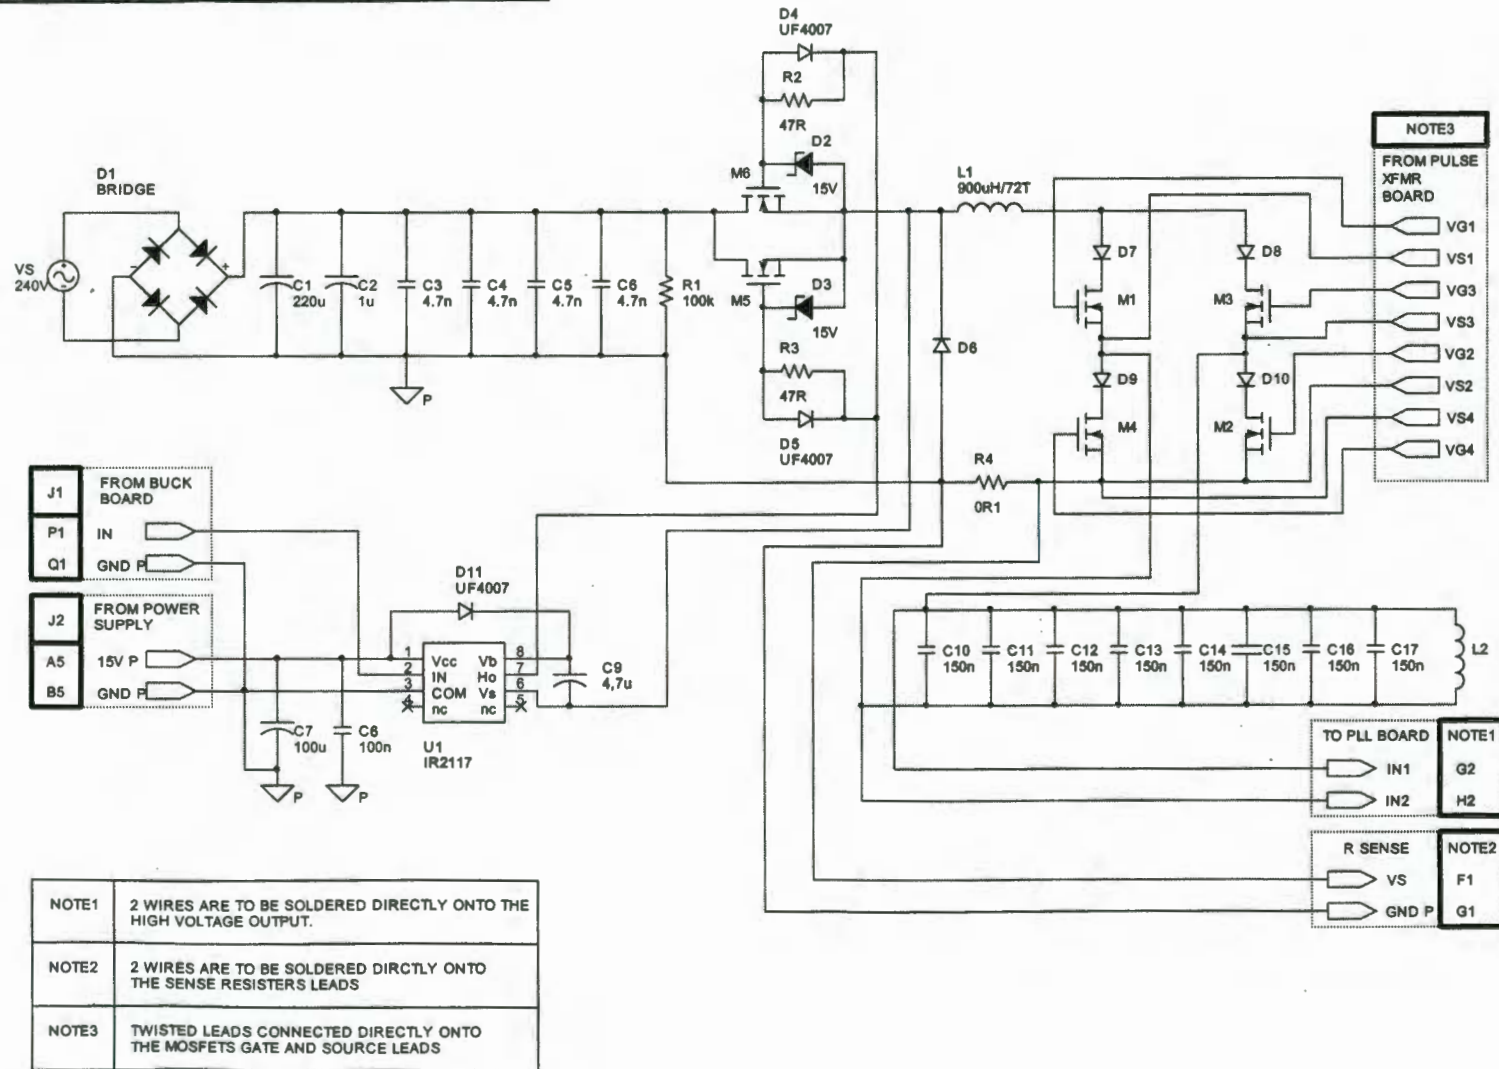 D4
UF4007
R2
47R
D2
15V
M6
D1
BRIDGE
VS
240V
-
+
C1
220u
C2
1u
C3
4.7n
C4
4.7n
C5
4.7n
C6
4.7n
R1
100k
P
M5
D3
15V
R3
47R
D5
UF4007
L1
900uH/72T
D6
D7
M1
D8
M3
D9
M4
D10
M2
R4
0R1
NOTE3
FROM PULSE
XFMR
BOARD
VG1
VS1
VG3
VS3
VG2
VS2
VS4
VG4
J1
FROM BUCK
BOARD
P1
IN
Q1
GND P
J2
FROM POWER
SUPPLY
A5
15V P
B5
GND P
D11
UF4007
1
2
3
4
Vcc
IN
COM
nc
Vb
Ho
Vs
nc
8
7
6
5
U1
IR2117
C9
4,7u
C7
100u
C8
100n
P
P
C10
150n
C11
150n
C12
150n
C13
150n
C14
150n
C15
150n
C16
150n
C17
150n
L2
TO PLL BOARD
NOTE1
IN1
G2
IN2
H2
R SENSE
NOTE2
VS
F1
GND P
G1
NOTE1
2 WIRES ARE TO BE SOLDERED DIRECTLY ONTO THE
HIGH VOLTAGE OUTPUT.
NOTE2
2 WIRES ARE TO BE SOLDERED DIRCTLY ONTO
THE SENSE RESISTERS LEADS
NOTE3
TWISTED LEADS CONNECTED DIRECTLY ONTO
THE MOSFETS GATE AND SOURCE LEADS